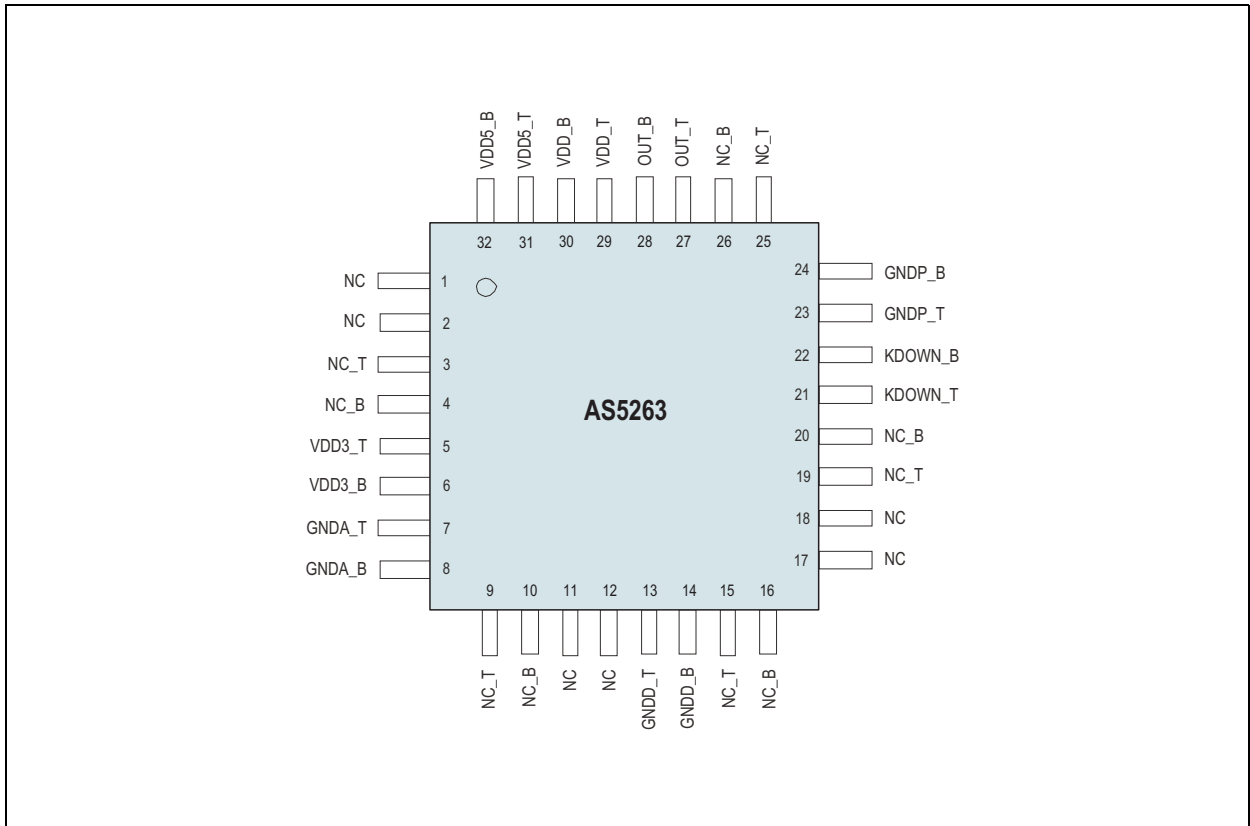 VDD5_B
VDD5_T
VDD_B
VDD_T
OUT_B
OUT_T
NC_B
NC_T
32 31 30 29 28 27 26 25
NC 1
NC 2
NC_T 3
NC_B 4
VDD3_T 5
VDD3_B 6
GNDA_T 7
GNDA_B 8
AS5263
24 GNDP_B
23 GNDP_T
22 KDOWN_B
21 KDOWN_T
20 NC_B
19 NC_T
18 NC
17 NC
9 10 11 12 13 14 15 16
NC_T
NC_B
NC
NC
GNDD_T
GNDD_B
NC_T
NC_B